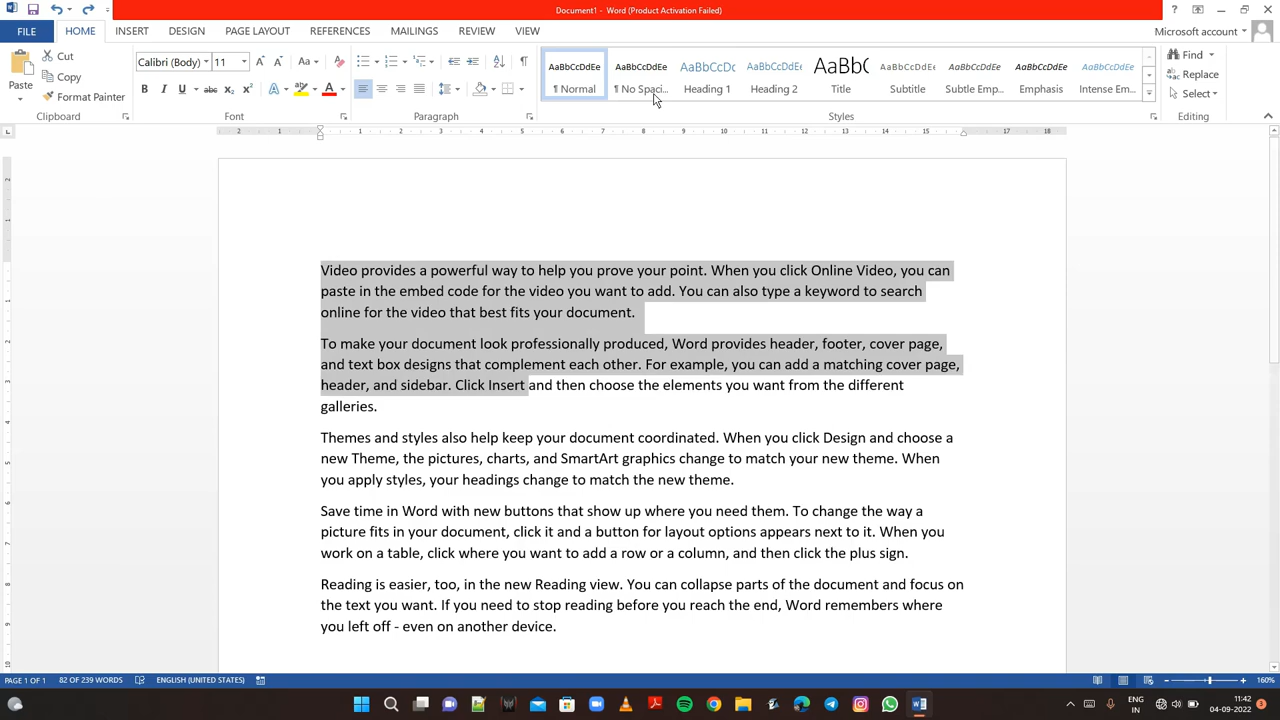 Document1 - Word (Product Activation Failed)
FILE HOME INSERT DESIGN PAGE LAYOUT REFERENCES MAILINGS REVIEW VIEW Microsoft account
Paste Cut Copy Format Painter
Clipboard
Calibri (Body) 11
Font
Paragraph
AaBbCcDdEe AaBbCcDdEe AaBbCcDc AaBbCcDdEe AaBbC AaBbCcDdEe AaBbCcDdEe AaBbCcDdEe AaBbCcDdEe
¶ Normal ¶ No Spaci... Heading 1 Heading 2 Title Subtitle Subtle Emp... Emphasis Intense Em...
Styles
Find
Replace
Select
Editing
Video provides a powerful way to help you prove your point. When you click Online Video, you can
paste in the embed code for the video you want to add. You can also type a keyword to search
online for the video that best fits your document.
To make your document look professionally produced, Word provides header, footer, cover page,
and text box designs that complement each other. For example, you can add a matching cover page,
header, and sidebar. Click Insert and then choose the elements you want from the different
galleries.
Themes and styles also help keep your document coordinated. When you click Design and choose a
new Theme, the pictures, charts, and SmartArt graphics change to match your new theme. When
you apply styles, your headings change to match the new theme.
Save time in Word with new buttons that show up where you need them. To change the way a
picture fits in your document, click it and a button for layout options appears next to it. When you
work on a table, click where you want to add a row or a column, and then click the plus sign.
Reading is easier, too, in the new Reading view. You can collapse parts of the document and focus on
the text you want. If you need to stop reading before you reach the end, Word remembers where
you left off - even on another device.
PAGE 1 OF 1 82 OF 239 WORDS ENGLISH (UNITED STATES) 160%
ENG
IN
11:42
04-09-2022